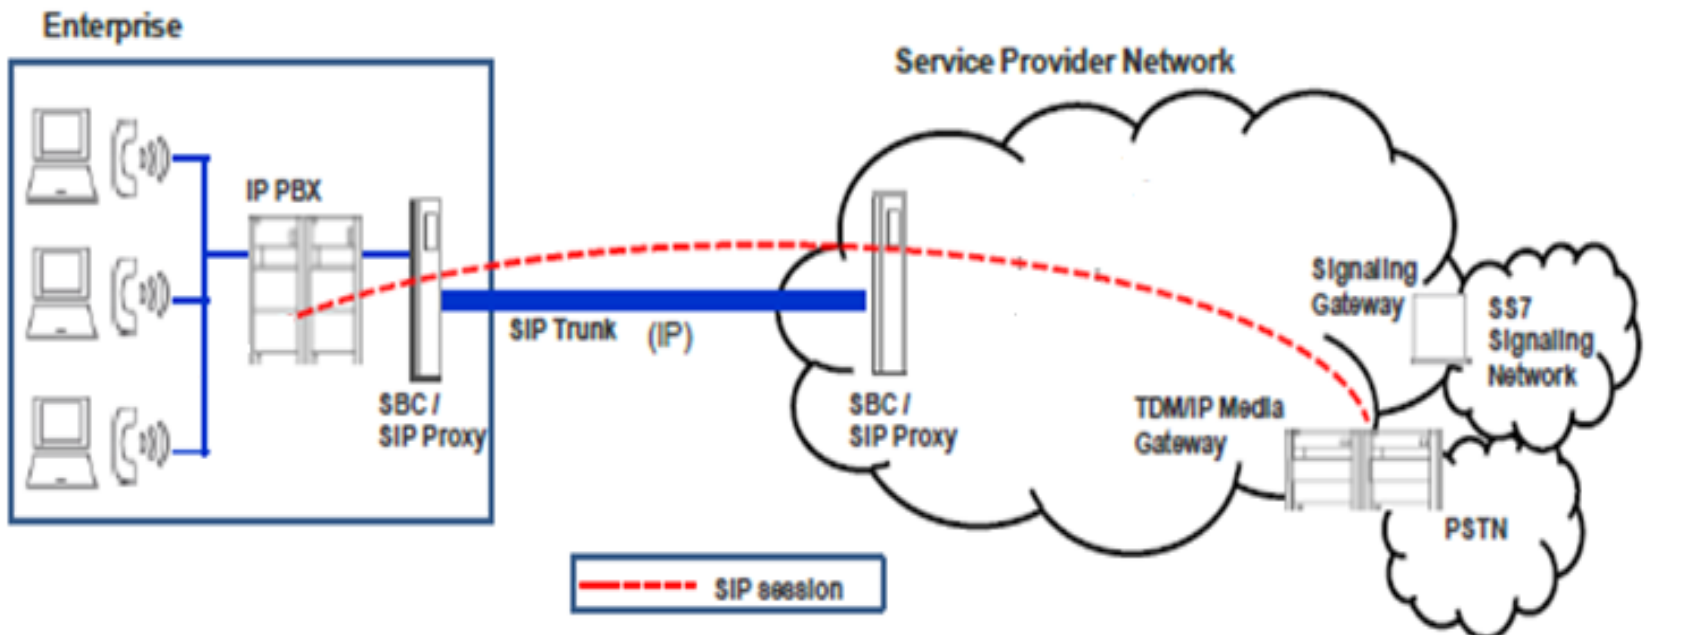 Enterprise
Service Provider Network
IP PBX
Signaling
Gateway
SS7
Signaling
Network
SIP Trunk (IP)
SBC /
SIP Proxy
SBC /
SIP Proxy
TDM/IP Media
Gateway
PSTN
SIP session